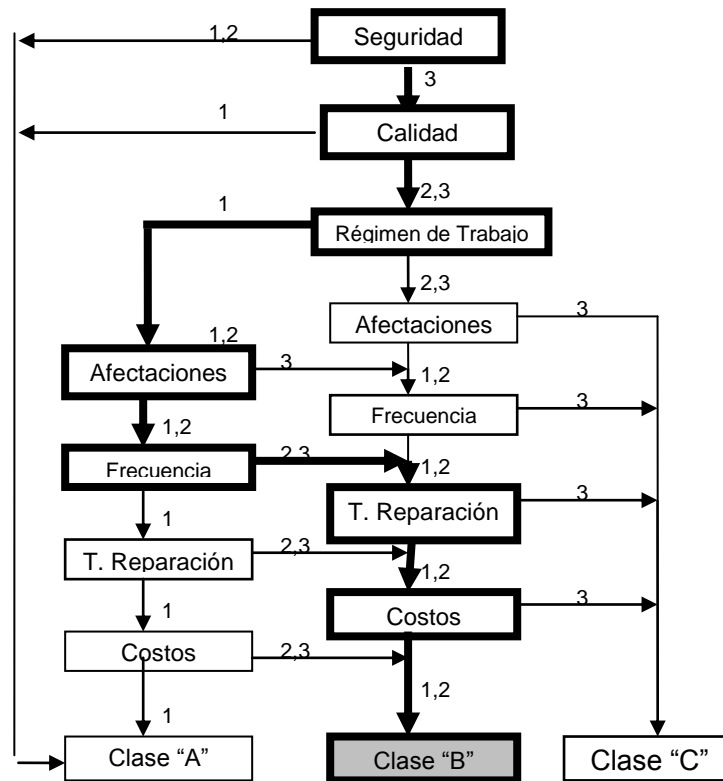 1,2
Seguridad
3
1
Calidad
2,3
1
Régimen de Trabajo
2,3
Afectaciones
3
1,2
Afectaciones
3
1,2
Frecuencia
3
1,2
Frecuencia
2,3
1,2
T. Reparación
3
1
T. Reparación
2,3
1,2
Costos
3
1
Costos
2,3
1,2
1
Clase “A”
Clase “B”
Clase “C”